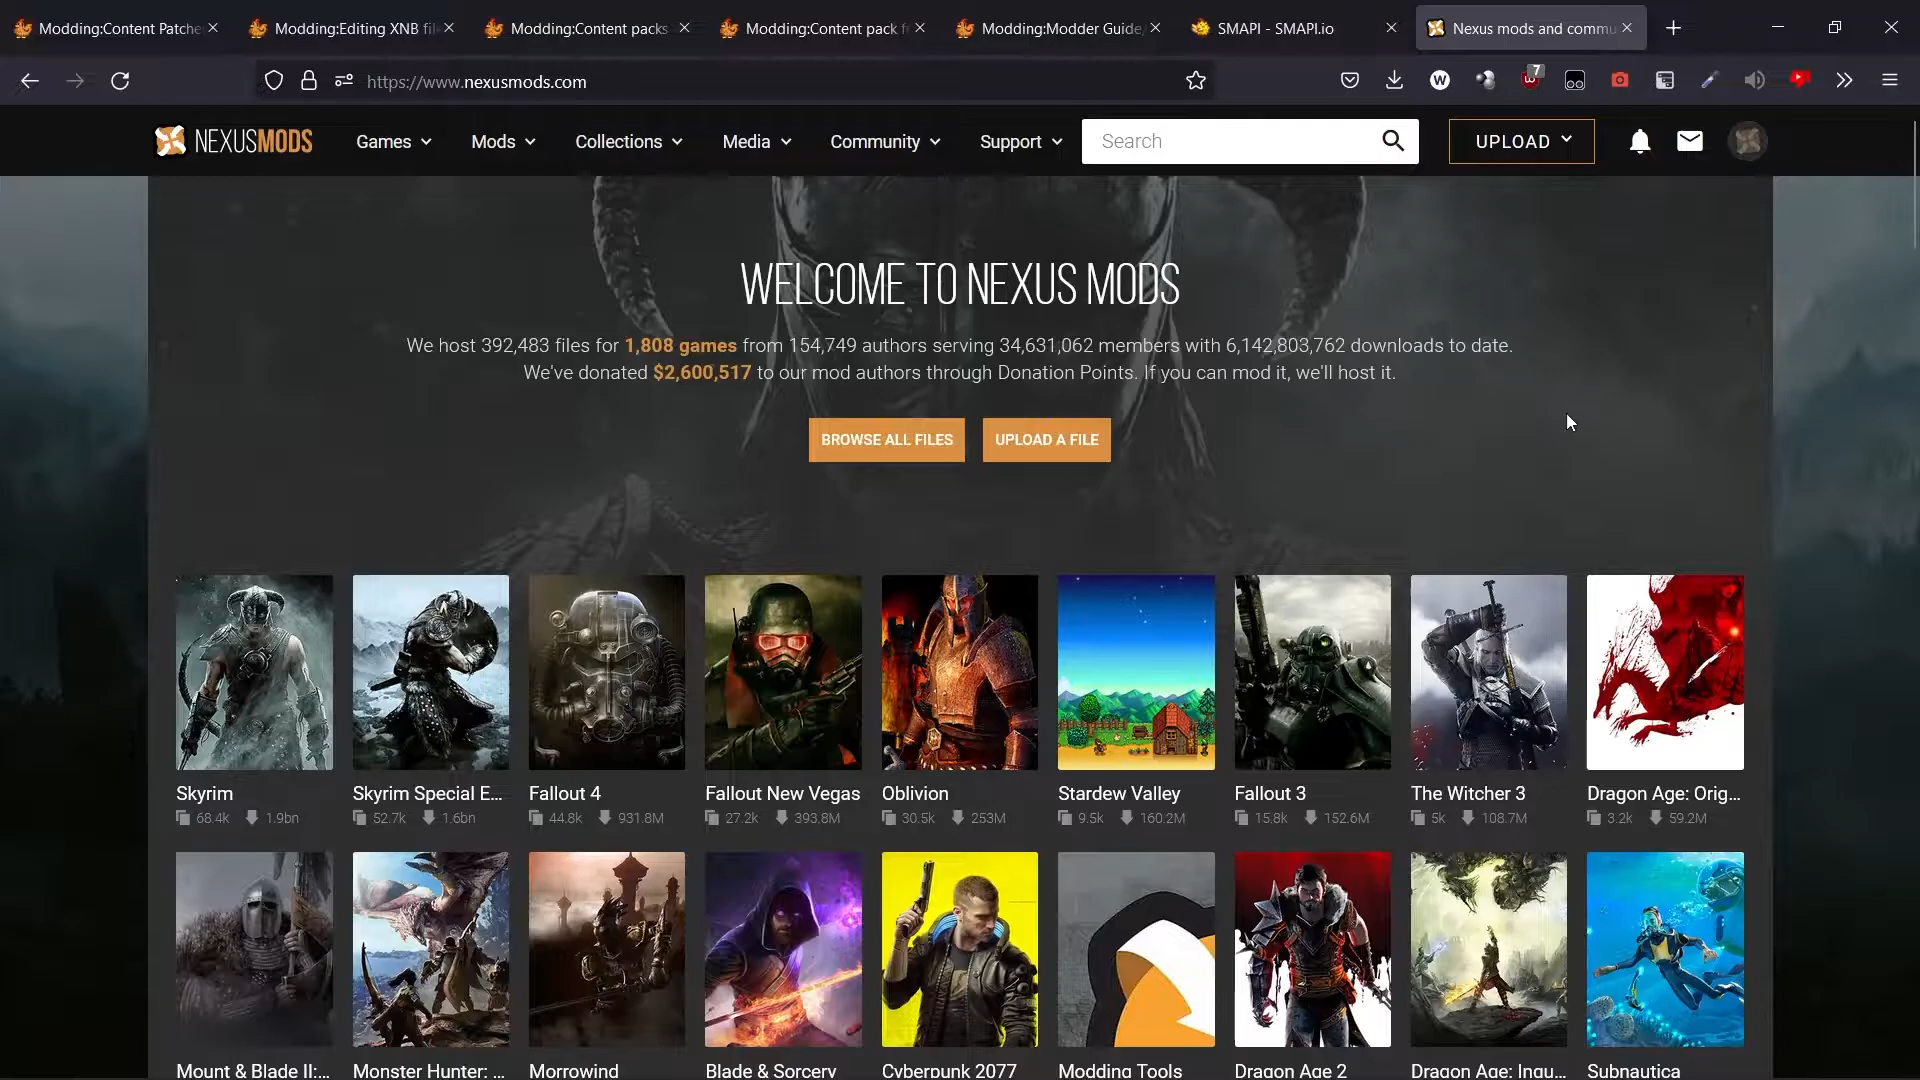 Modding:Content Patche
Modding:Editing XNB fil
Modding:Content packs
Modding:Content pack f
Modding:Modder Guide
SMAPI - SMAPI.io
Nexus mods and commu
https://www.nexusmods.com
7
NEXUSMODS
Games
Mods
Collections
Media
Community
Support
Search
UPLOAD
WELCOME TO NEXUS MODS
We host 392,483 files for 1,808 games from 154,749 authors serving 34,631,062 members with 6,142,803,762 downloads to date.
We've donated $2,600,517 to our mod authors through Donation Points. If you can mod it, we'll host it.
BROWSE ALL FILES
UPLOAD A FILE
Skyrim
68.4k 1.9bn
Skyrim Special E...
52.7k 1.6bn
Fallout 4
44.8k 931.8M
Fallout New Vegas
27.2k 393.8M
Oblivion
30.5k 253M
Stardew Valley
9.5k 160.2M
Fallout 3
15.8k 152.6M
The Witcher 3
5k 108.7M
Dragon Age: Orig...
3.2k 59.2M
Mount & Blade II:...
Monster Hunter: ...
Morrowind
Blade & Sorcery
Cyberpunk 2077
Modding Tools
Dragon Age 2
Dragon Age: Inqu...
Subnautica